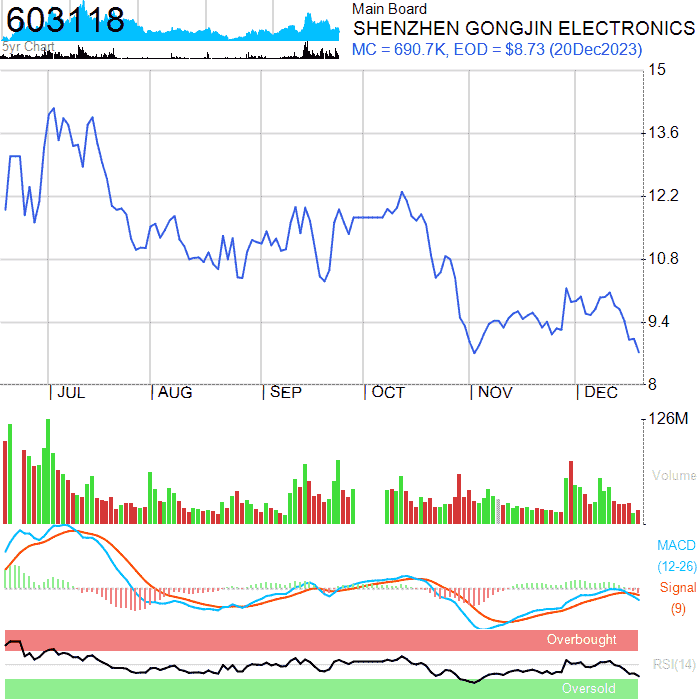 603118
5yr Chart
Main Board
SHENZHEN GONGJIN ELECTRONICS
MC = 690.7K, EOD = $8.73 (20Dec2023)
15
13.6
12.2
10.8
9.4
8
JUL AUG SEP OCT NOV DEC
126M
Volume
MACD
(12-26)
Signal
(9)
Overbought
RSI(14)
Oversold